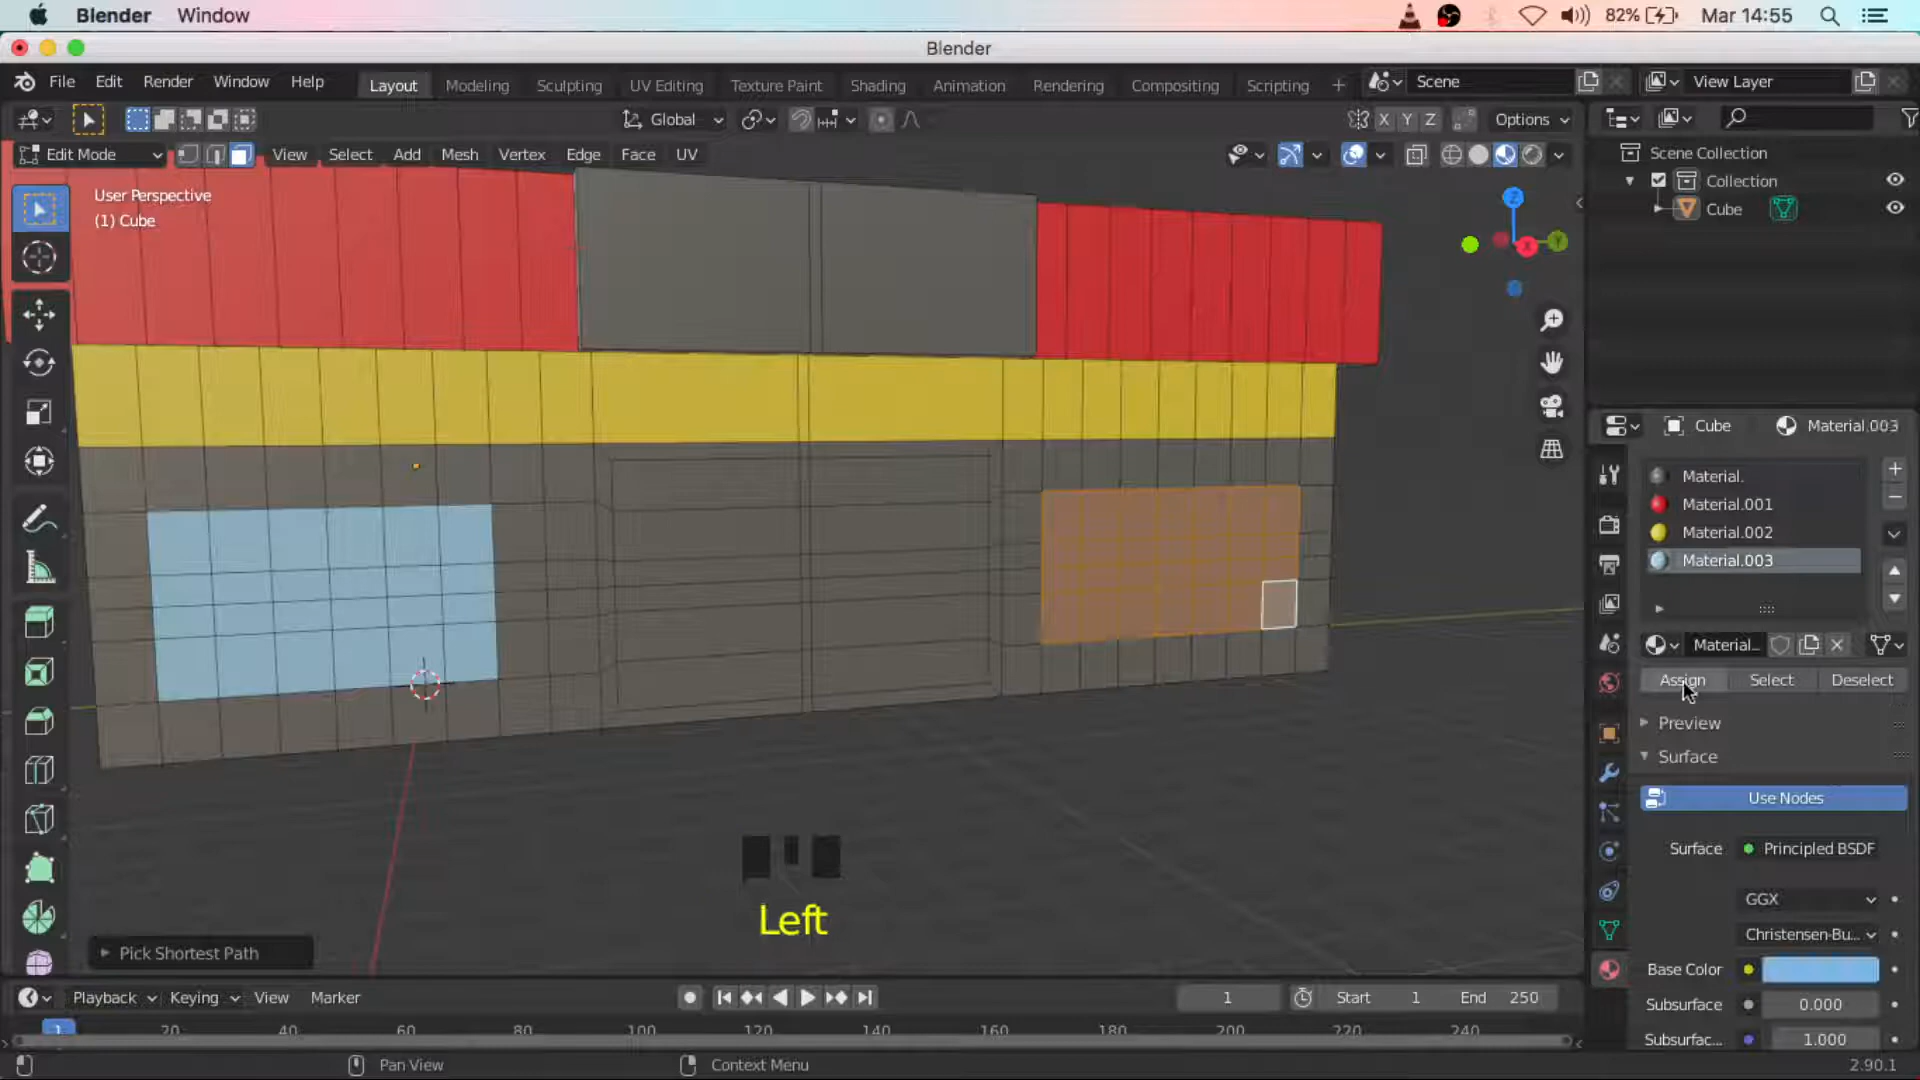 Blender Window 82% Mar 14:55
Blender
File Edit Render Window Help Layout Modeling Sculpting UV Editing Texture Paint Shading Animation Rendering Compositing Scripting + Scene View Layer
Global X Y Z Options
Edit Mode View Select Add Mesh Vertex Edge Face UV
Scene Collection
Collection
Cube
User Perspective
(1) Cube
Z
X
Y
Cube Material.003
Material.
Material.001
Material.002
Material.003
Material...
Assign Select Deselect
Preview
Surface
Use Nodes
Surface Principled BSDF
GGX
Christensen-Bu...
Base Color
Subsurface 0.000
Subsurfac... 1.000
Left
Pick Shortest Path
Playback Keying View Marker 1 Start 1 End 250
1 20 40 60 80 100 120 140 160 180 200 220 240
Pan View Context Menu 2.90.1